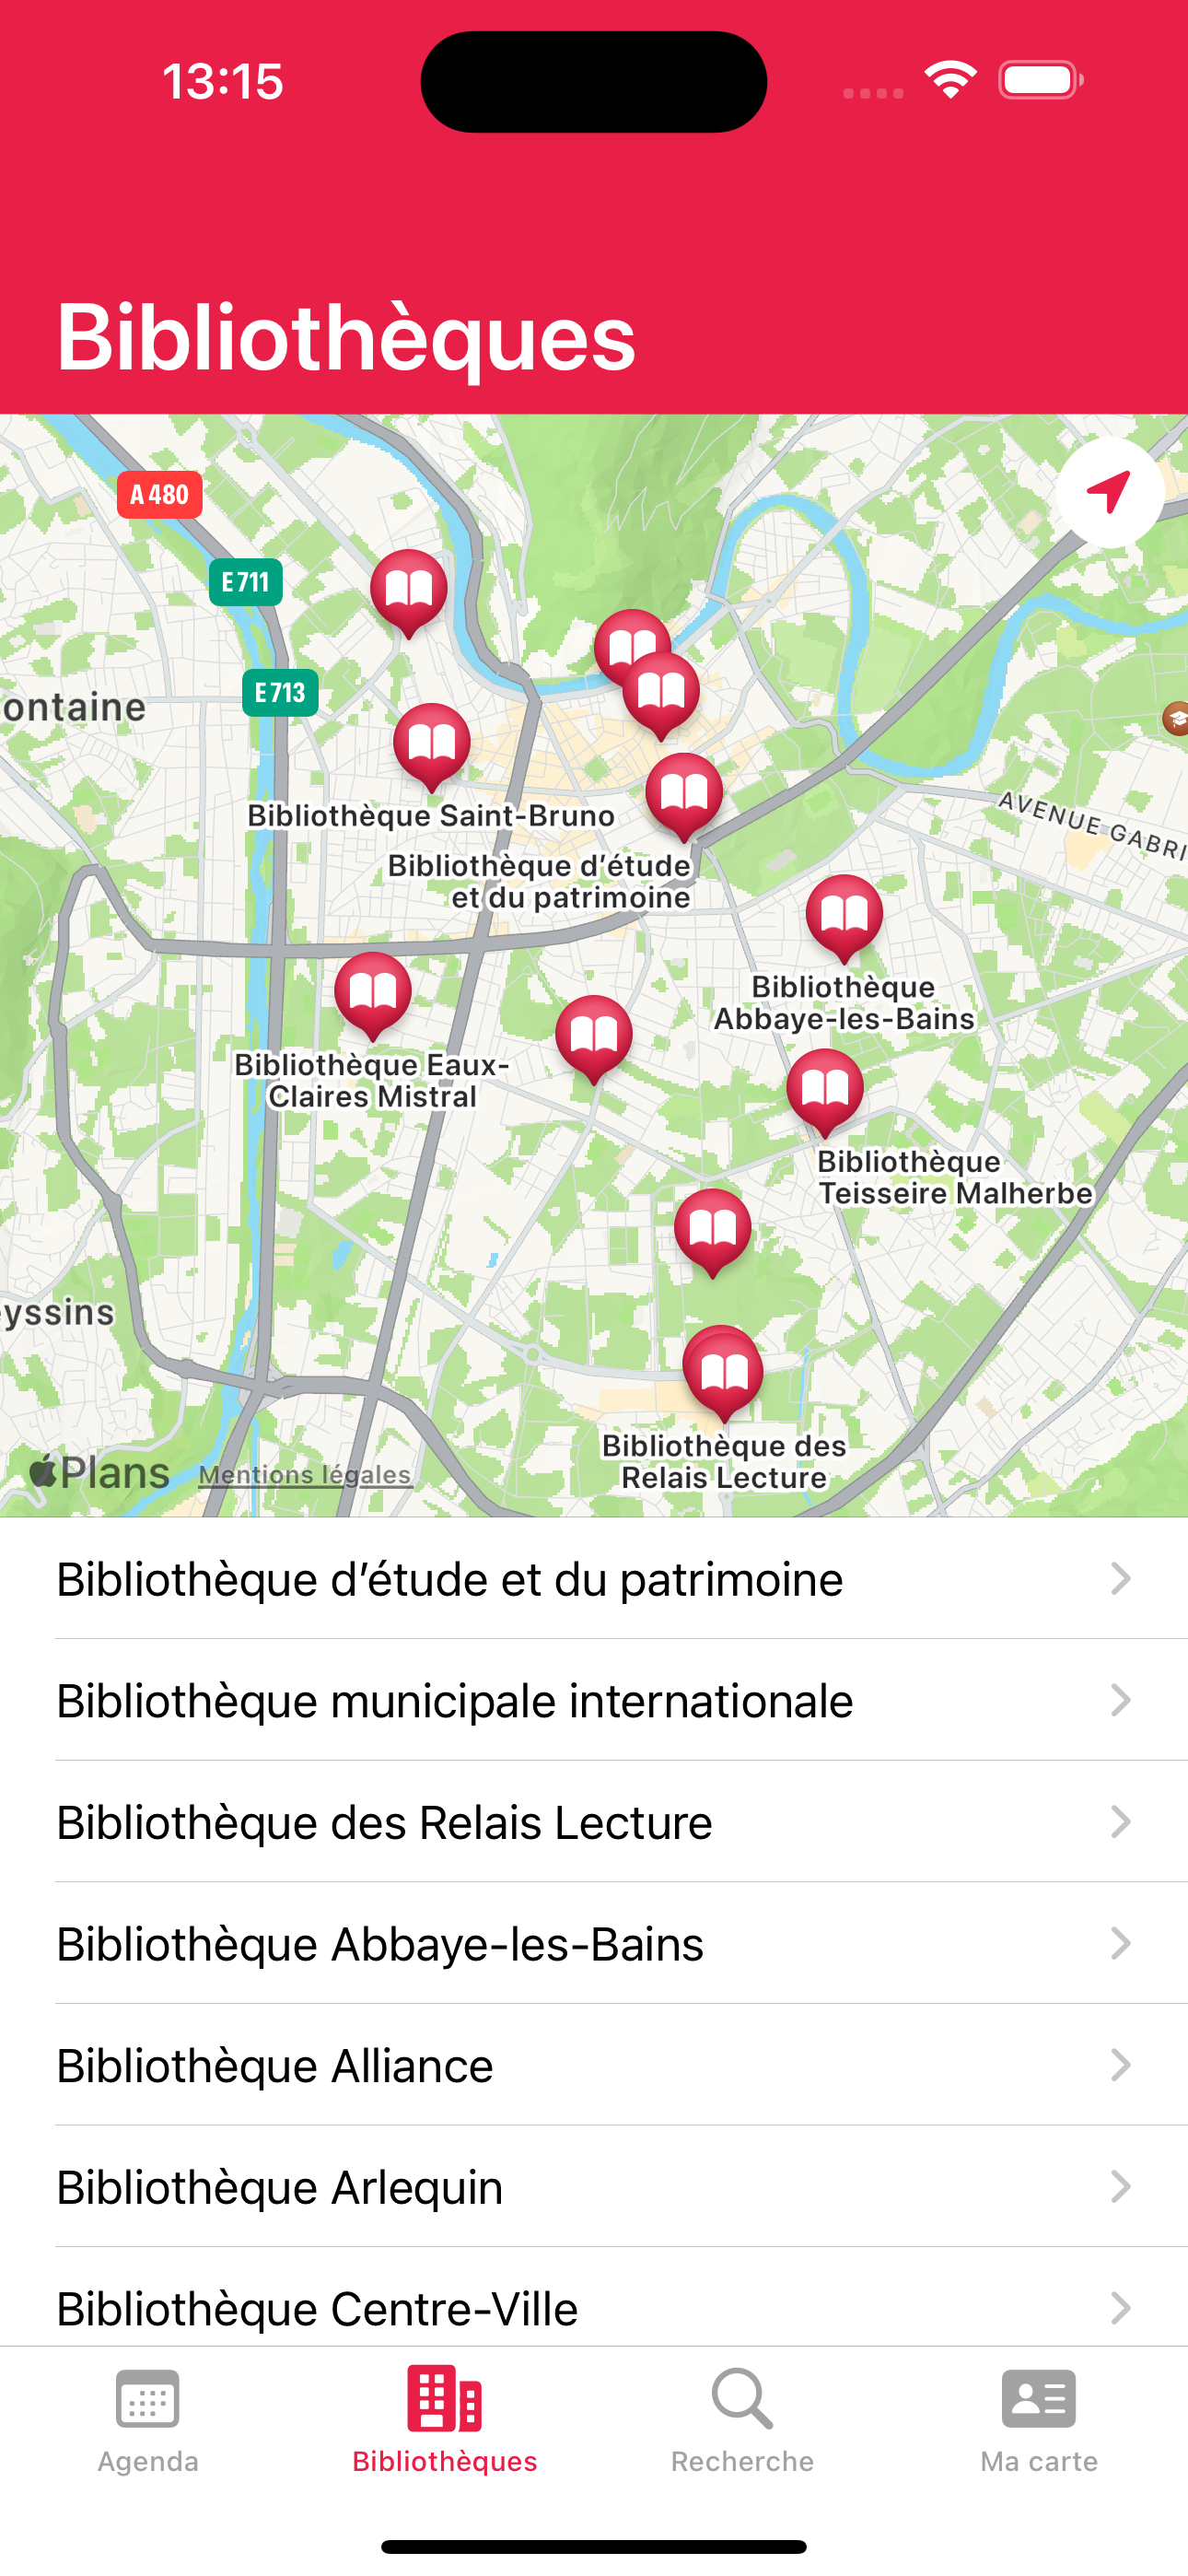 13:15
Bibliothèques
A 480
E 711
E 713
ontaine
Bibliothèque Saint-Bruno
Bibliothèque d’étude
et du patrimoine
AVENUE GABRI
Bibliothèque
Abbaye-les-Bains
Bibliothèque Eaux-
Claires Mistral
Bibliothèque
Teisseire Malherbe
eyssins
Bibliothèque des
Relais Lecture
Plans
Mentions légales
Bibliothèque d’étude et du patrimoine
Bibliothèque municipale internationale
Bibliothèque des Relais Lecture
Bibliothèque Abbaye-les-Bains
Bibliothèque Alliance
Bibliothèque Arlequin
Bibliothèque Centre-Ville
Agenda
Bibliothèques
Recherche
Ma carte